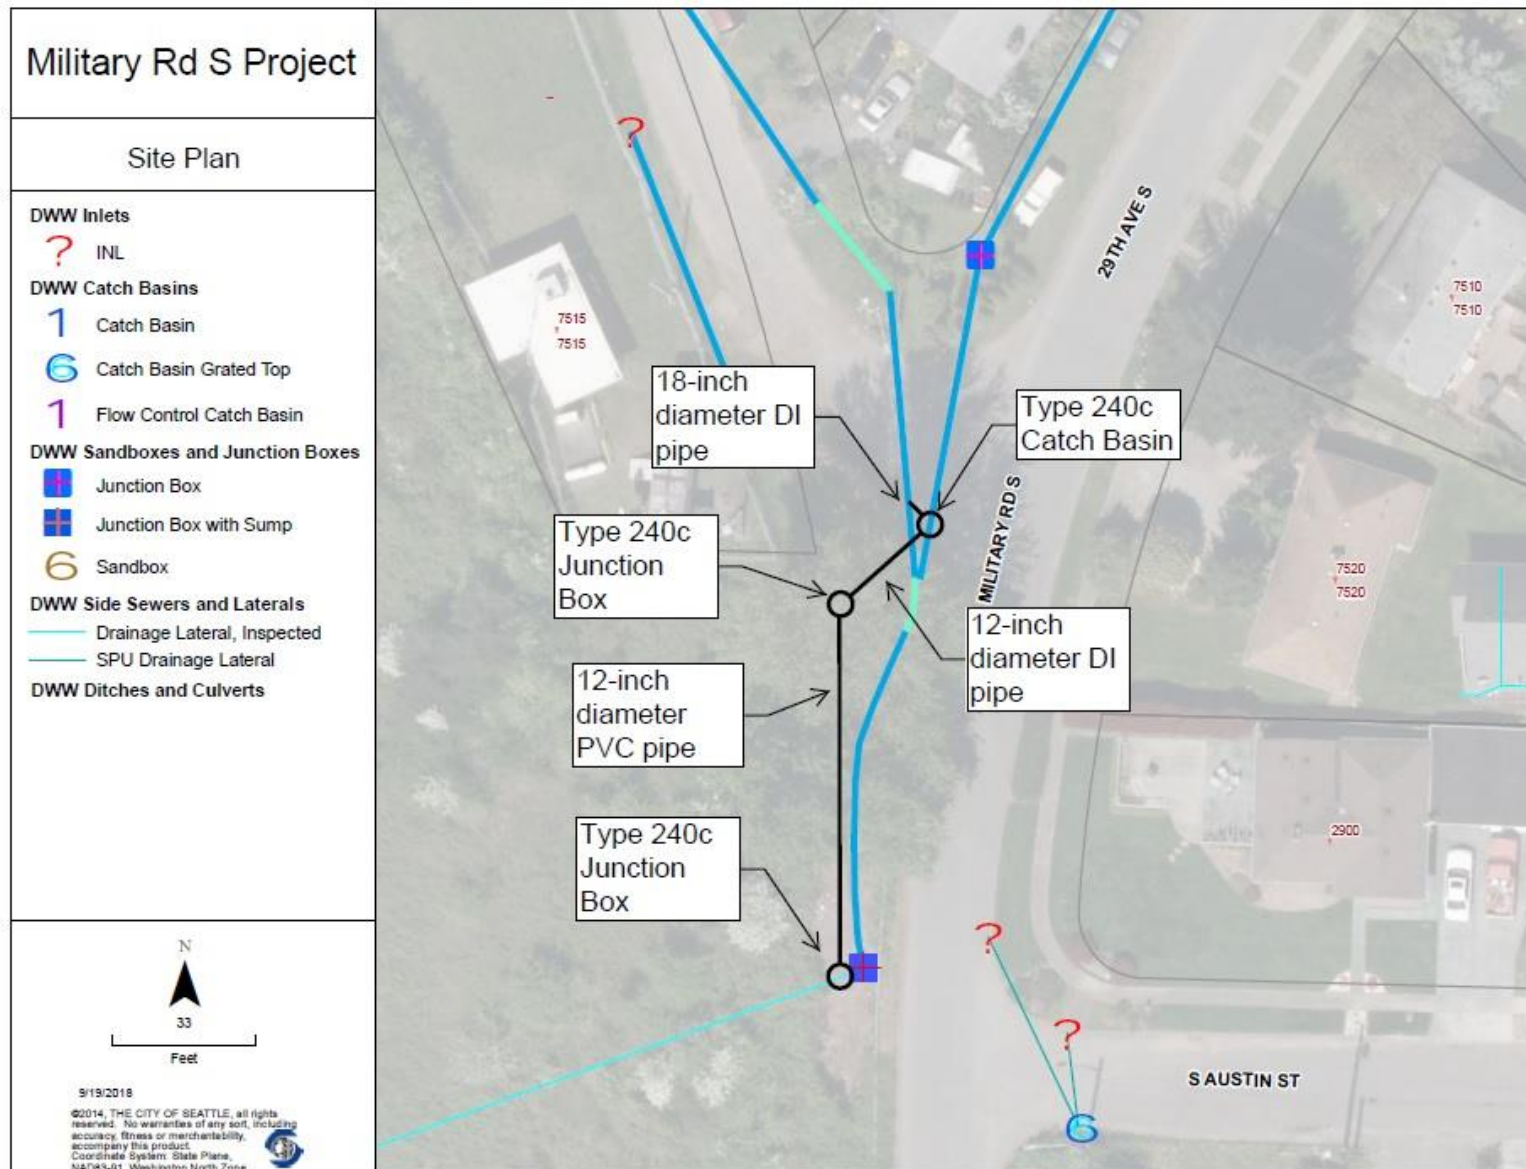 Military Rd S Project
Site Plan
DWW Inlets
INL
DWW Catch Basins
Catch Basin
Catch Basin Grated Top
Flow Control Catch Basin
DWW Sandboxes and Junction Boxes
Junction Box
Junction Box with Sump
Sandbox
DWW Side Sewers and Laterals
Drainage Lateral, Inspected
SPU Drainage Lateral
DWW Ditches and Culverts
N
33
Feet
9/19/2018
©2014, THE CITY OF SEATTLE, all rights
reserved. No warranties of any sort, including
accuracy, fitness or merchantability,
accompany this product.
Coordinate System: State Plane,
NAD83-91, Washington North Zone
29TH AVE S
7510
7510
7515
7515
18-inch
diameter DI
pipe
Type 240c
Catch Basin
MILITARY RD S
Type 240c
Junction
Box
7520
7520
12-inch
diameter DI
pipe
12-inch
diameter
PVC pipe
Type 240c
Junction
Box
2900
S AUSTIN ST